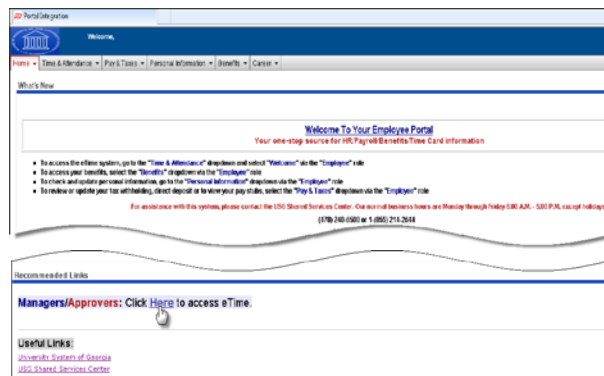 Portal Integration
Welcome,
Home Time & Attendance Pay & Taxes Personal Information Benefits Career
What's New
Welcome To Your Employee Portal
Your one-stop source for HR/Payroll/Benefits/Time Card information
To access the eTime system, go to the "Time & Attendance" dropdown and select "Welcome" via the "Employee" role
To access your benefits, select the "Benefits" dropdown via the "Employee" role
To check and update personal information, go to the "Personal Information" dropdown via the "Employee" role
To review or update your tax withholding, direct deposit or to view your pay stubs, select the "Pay & Taxes" dropdown via the "Employee" role
For assistance with this system, please contact the USG Shared Services Center. Our normal business hours are Monday through Friday 8:00 A.M. - 5:00 P.M. except holidays
or 1 (855) 214-2644
Recommended Links
Managers/Approvers: Click Here to access eTime.
Useful Links:
University System of Georgia
USG Shared Services Center